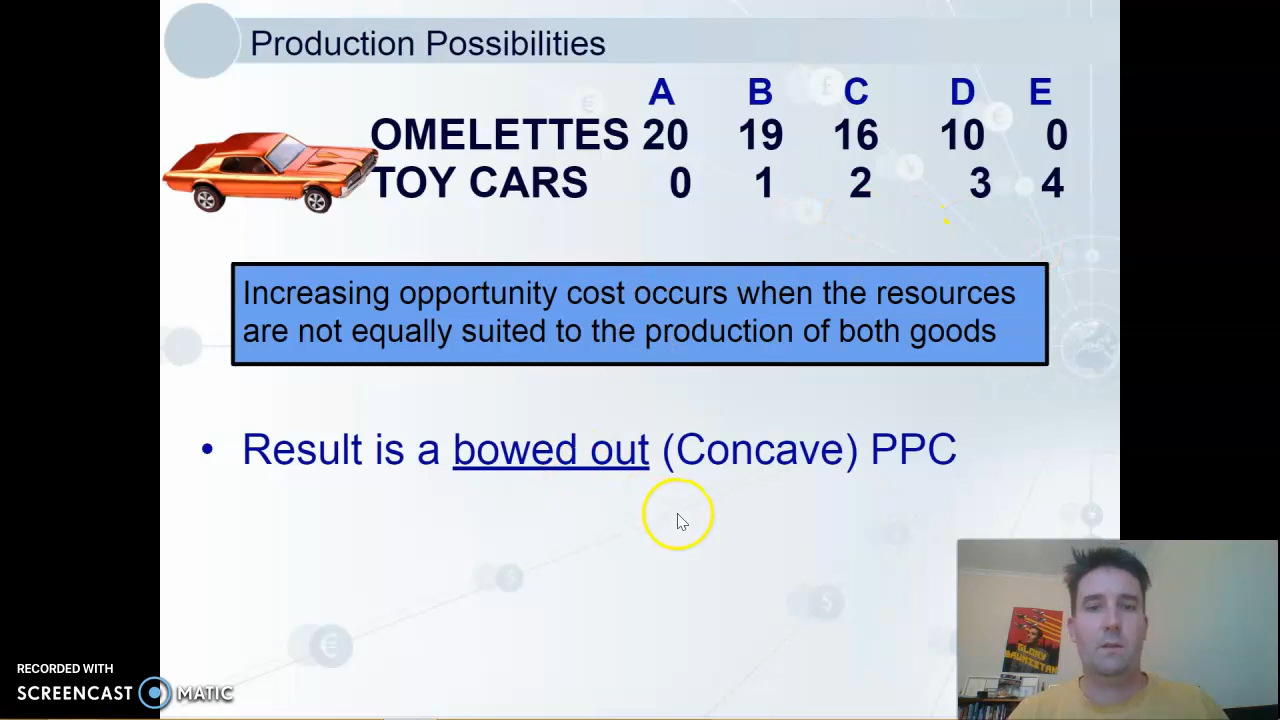 Production Possibilities
A B C D E
OMELETTES 20 19 16 10 0
TOY CARS 0 1 2 3 4
Increasing opportunity cost occurs when the resources
are not equally suited to the production of both goods
• Result is a bowed out (Concave) PPC
GLORY
RECORDED WITH
SCREENCAST MATIC